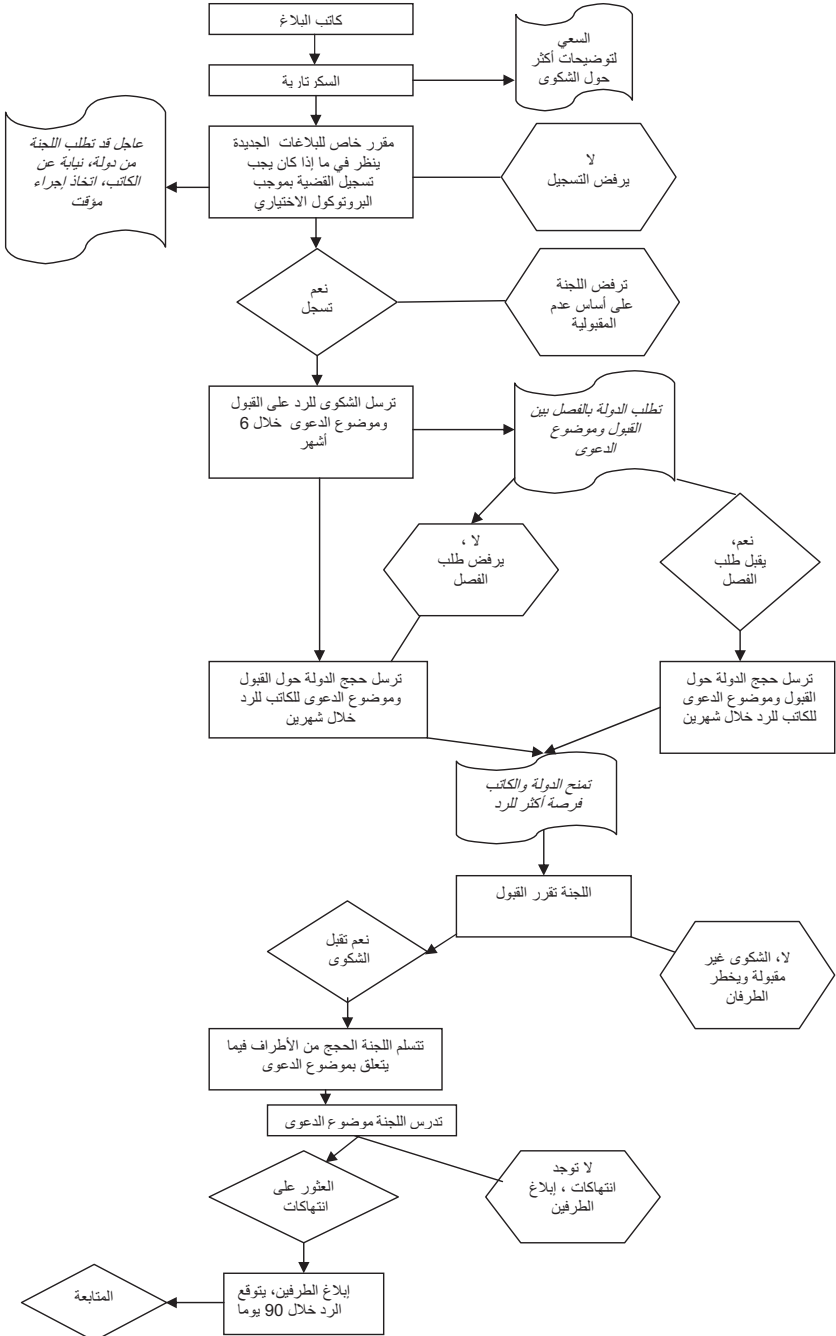 كاتب البلاغ
السعي
لتوضيحات أكثر
حول الشكوى
السكرتارية
عاجل قد تطلب اللجنة
من دولة، نيابة عن
الكاتب، اتخاذ إجراء
مؤقت
مقرر خاص للبلاغات الجديدة
ينظر في ما إذا كان يجب
تسجيل القضية بموجب
البروتوكول الاختياري
لا
يرفض التسجيل
نعم
تسجل
ترفض اللجنة
على أساس عدم
المقبولية
ترسل الشكوى للرد على القبول
وموضوع الدعوى خلال 6
أشهر
تطلب الدولة بالفصل بين
القبول وموضوع
الدعوى
لا ،
يرفض طلب
الفصل
نعم،
يقبل طلب
الفصل
ترسل حجج الدولة حول القبول
وموضوع الدعوى للكاتب للرد
خلال شهرين
ترسل حجج الدولة حول
القبول وموضوع الدعوى
للكاتب للرد خلال شهرين
تمنح الدولة والكاتب
فرصة أكثر للرد
اللجنة تقرر القبول
نعم تقبل
الشكوى
لا، الشكوى غير
مقبولة ويخطر
الطرفان
تتسلم اللجنة الحجج من الأطراف فيما
يتعلق بموضوع الدعوى
تدرس اللجنة موضوع الدعوى
العثور على
انتهاكات
لا توجد
انتهاكات ، إبلاغ
الطرفين
إبلاغ الطرفين، يتوقع
الرد خلال 90 يوما
المتابعة